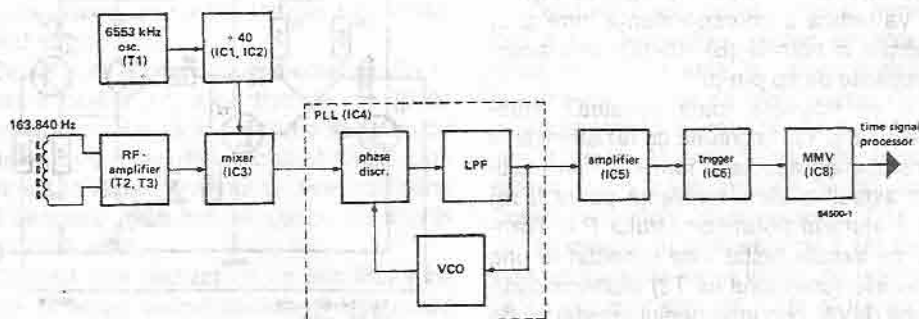 6553 kHz
osc.
(T1)
÷ 40
(IC1, IC2)
163.840 Hz
RF-
amplifier
(T2, T3)
mixer
(IC3)
PLL (IC4)
phase
discr.
LPF
VCO
amplifier
(IC5)
trigger
(IC6)
MMV
(IC8)
time signal
processor
84500-1